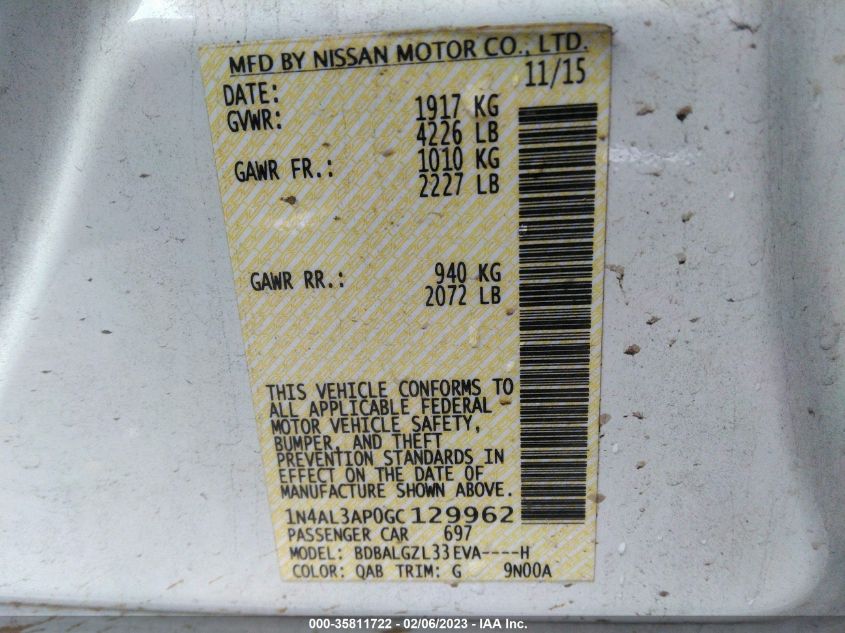 MFD BY NISSAN MOTOR CO., LTD.
DATE: 11/15
GVWR: 1917 KG
4226 LB
GAWR FR.: 1010 KG
2227 LB
GAWR RR.: 940 KG
2072 LB
THIS VEHICLE CONFORMS TO
ALL APPLICABLE FEDERAL
MOTOR VEHICLE SAFETY,
BUMPER, AND THEFT
PREVENTION STANDARDS IN
EFFECT ON THE DATE OF
MANUFACTURE SHOWN ABOVE.
1N4AL3AP0GC129962
PASSENGER CAR 697
MODEL: BDBALGZL33EVA----H
COLOR: QAB TRIM: G 9N00A
000-35811722 - 02/06/2023 - IAA Inc.